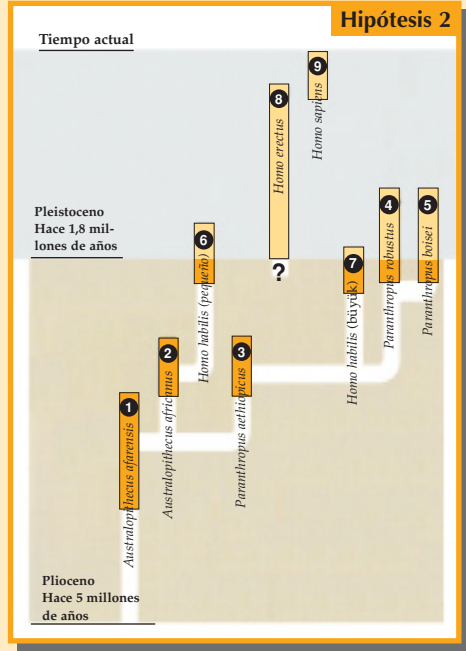 Hipótesis 2
Tiempo actual
9
Homo sapiens
8
Homo erectus
Pleistoceno
Hace 1,8 mil-
lones de años
6
Homo habilis (pequeño)
?
7
Homo habilis (büyük)
4
Paranthropus robustus
5
Paranthropus boisei
2
Australopithecus africanus
3
Paranthropus aethiopicus
1
Australopithecus afarensis
Plioceno
Hace 5 millones
de años